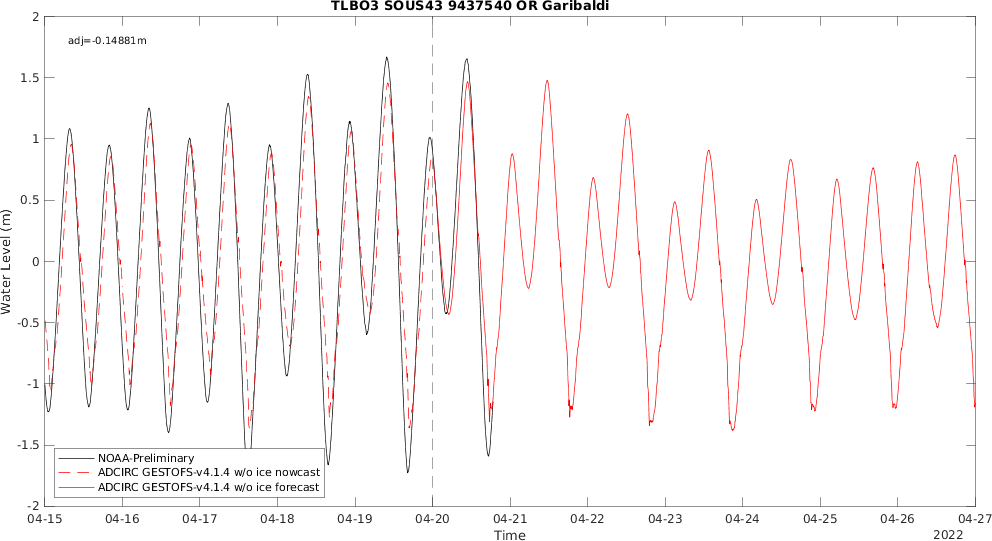 TLBO3 SOUS43 9437540 OR Garibaldi
adj=-0.14881m
2
1.5
1
0.5
0
-0.5
-1
-1.5
-2
Water Level (m)
NOAA-Preliminary
ADCIRC GESTOFS-v4.1.4 w/o ice nowcast
ADCIRC GESTOFS-v4.1.4 w/o ice forecast
04-15 04-16 04-17 04-18 04-19 04-20 04-21 04-22 04-23 04-24 04-25 04-26 04-27
Time
2022